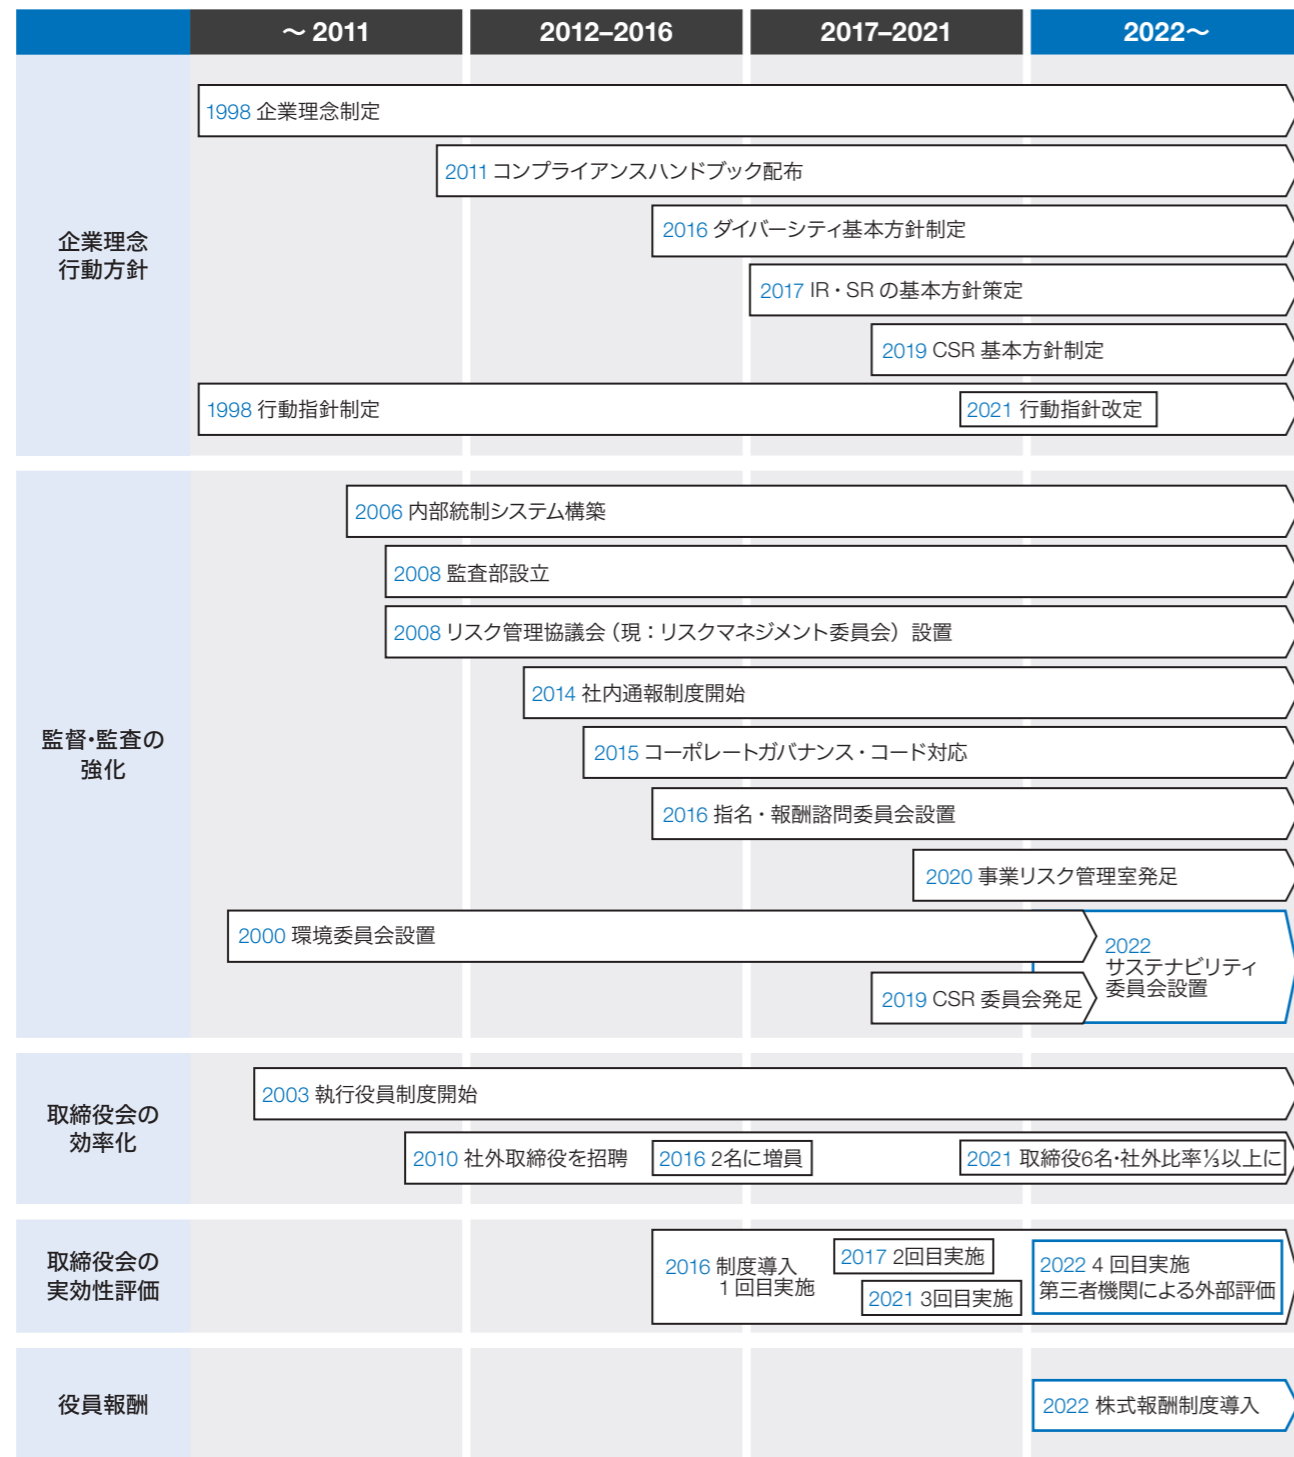 ～ 2011
2012–2016
2017–2021
2022～
企業理念
行動方針
1998 企業理念制定
2011 コンプライアンスハンドブック配布
2016 ダイバーシティ基本方針制定
2017 IR・SR の基本方針策定
2019 CSR 基本方針制定
1998 行動指針制定
2021 行動指針改定
監督・監査の
強化
2006 内部統制システム構築
2008 監査部設立
2008 リスク管理協議会（現：リスクマネジメント委員会）設置
2014 社内通報制度開始
2015 コーポレートガバナンス・コード対応
2016 指名・報酬諮問委員会設置
2020 事業リスク管理室発足
2000 環境委員会設置
2019 CSR 委員会発足
2022
サステナビリティ
委員会設置
取締役会の
効率化
2003 執行役員制度開始
2010 社外取締役を招聘
2016 2名に増員
2021 取締役6名・社外比率⅓以上に
取締役会の
実効性評価
2016 制度導入
1 回目実施
2017 2回目実施
2021 3回目実施
2022 4 回目実施
第三者機関による外部評価
役員報酬
2022 株式報酬制度導入